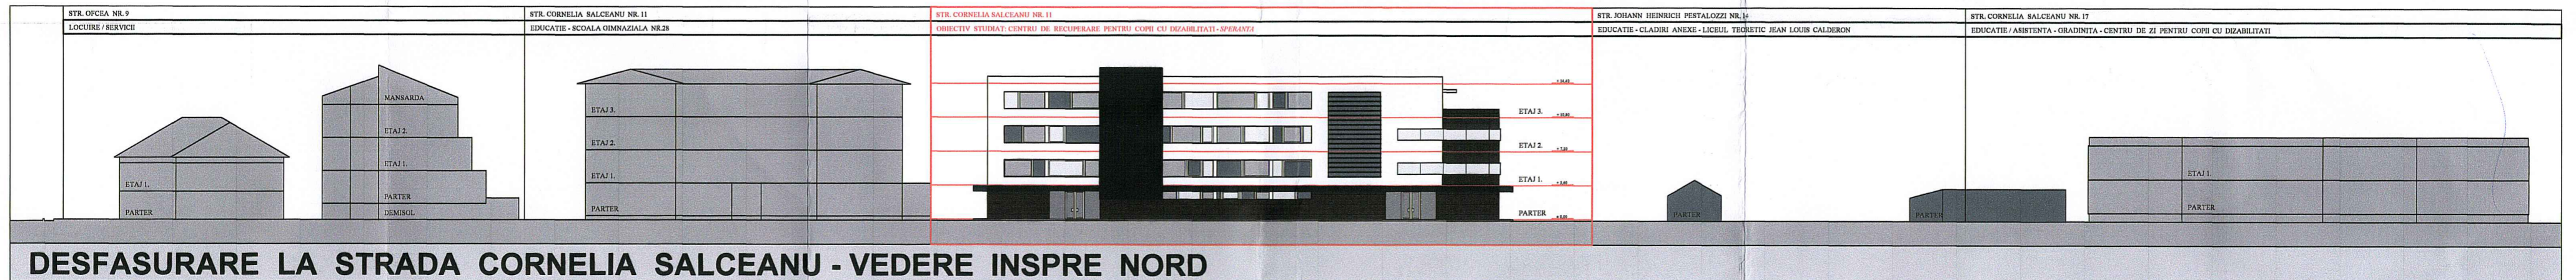 STR. OFCEA NR. 9
LOCUIRE / SERVICII
STR. CORNELIA SALCEANU NR. 11
EDUCATIE - SCOALA GIMNAZIALA NR.28
STR. CORNELIA SALCEANU NR. 11
OBIECTIV STUDIAT: CENTRU DE RECUPERARE PENTRU COPII CU DIZABILITATI - SPERANTA
STR. JOHANN HEINRICH PESTALOZZI NR. 14
EDUCATIE - CLADIRI ANEXE - LICEUL TEORETIC JEAN LOUIS CALDERON
STR. CORNELIA SALCEANU NR. 17
EDUCATIE / ASISTENTA - GRADINITA - CENTRU DE ZI PENTRU COPII CU DIZABILITATI
ETAJ 1.
PARTER
MANSARDA
ETAJ 2.
ETAJ 1.
PARTER
DEMISOL
ETAJ 3.
ETAJ 2.
ETAJ 1.
PARTER
ETAJ 3.
ETAJ 2.
ETAJ 1.
PARTER
PARTER
PARTER
ETAJ 1.
PARTER
DESFASURARE LA STRADA CORNELIA SALCEANU - VEDERE INSPRE NORD